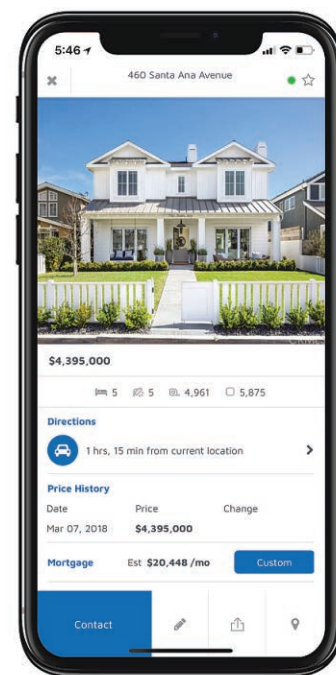 5:46
460 Santa Ana Avenue
CRMLS
$4,395,000
5 5 4,961 5,875
Directions
1 hrs, 15 min from current location
Price History
Date Price Change
Mar 07, 2018 $4,395,000
Mortgage Est $20,448 /mo Custom
Contact